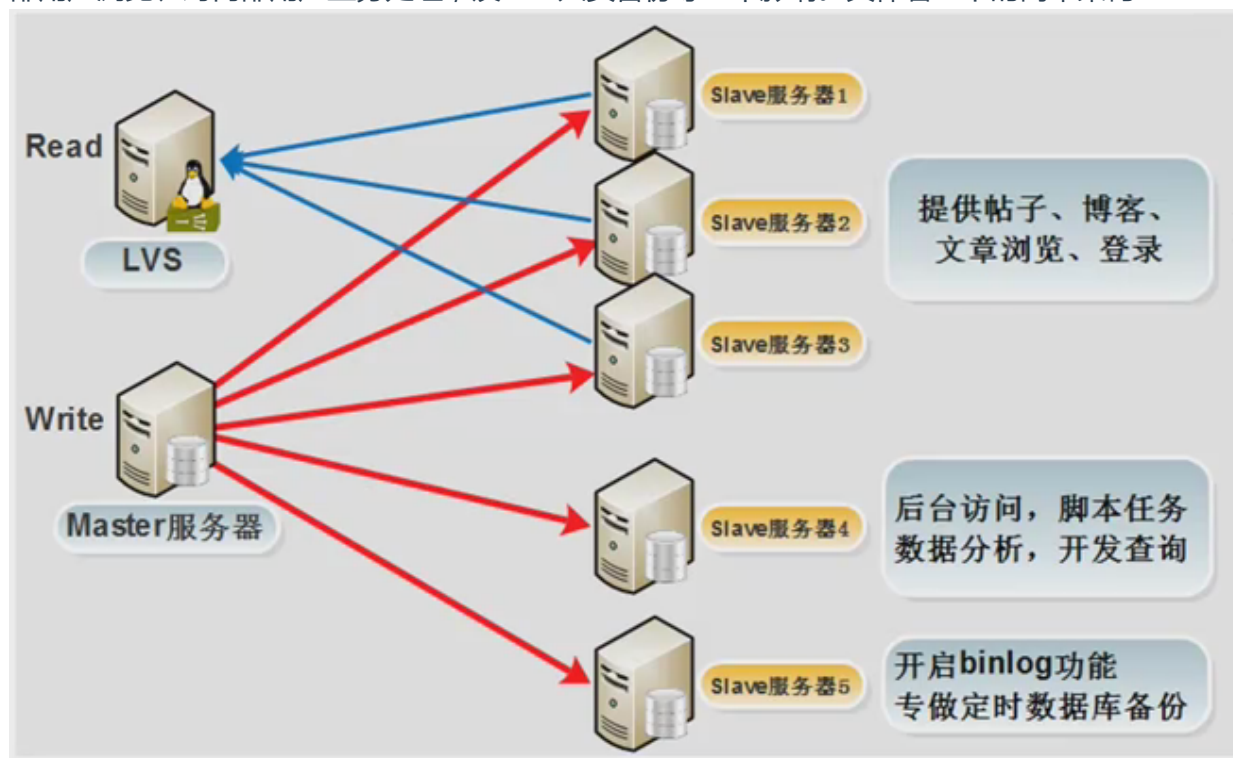 Read
LVS
Write
Master服务器
Slave服务器1
Slave服务器2
Slave服务器3
Slave服务器4
Slave服务器5
提供帖子、博客、
文章浏览、登录
后台访问，脚本任务
数据分析，开发查询
开启binlog功能
专做定时数据库备份